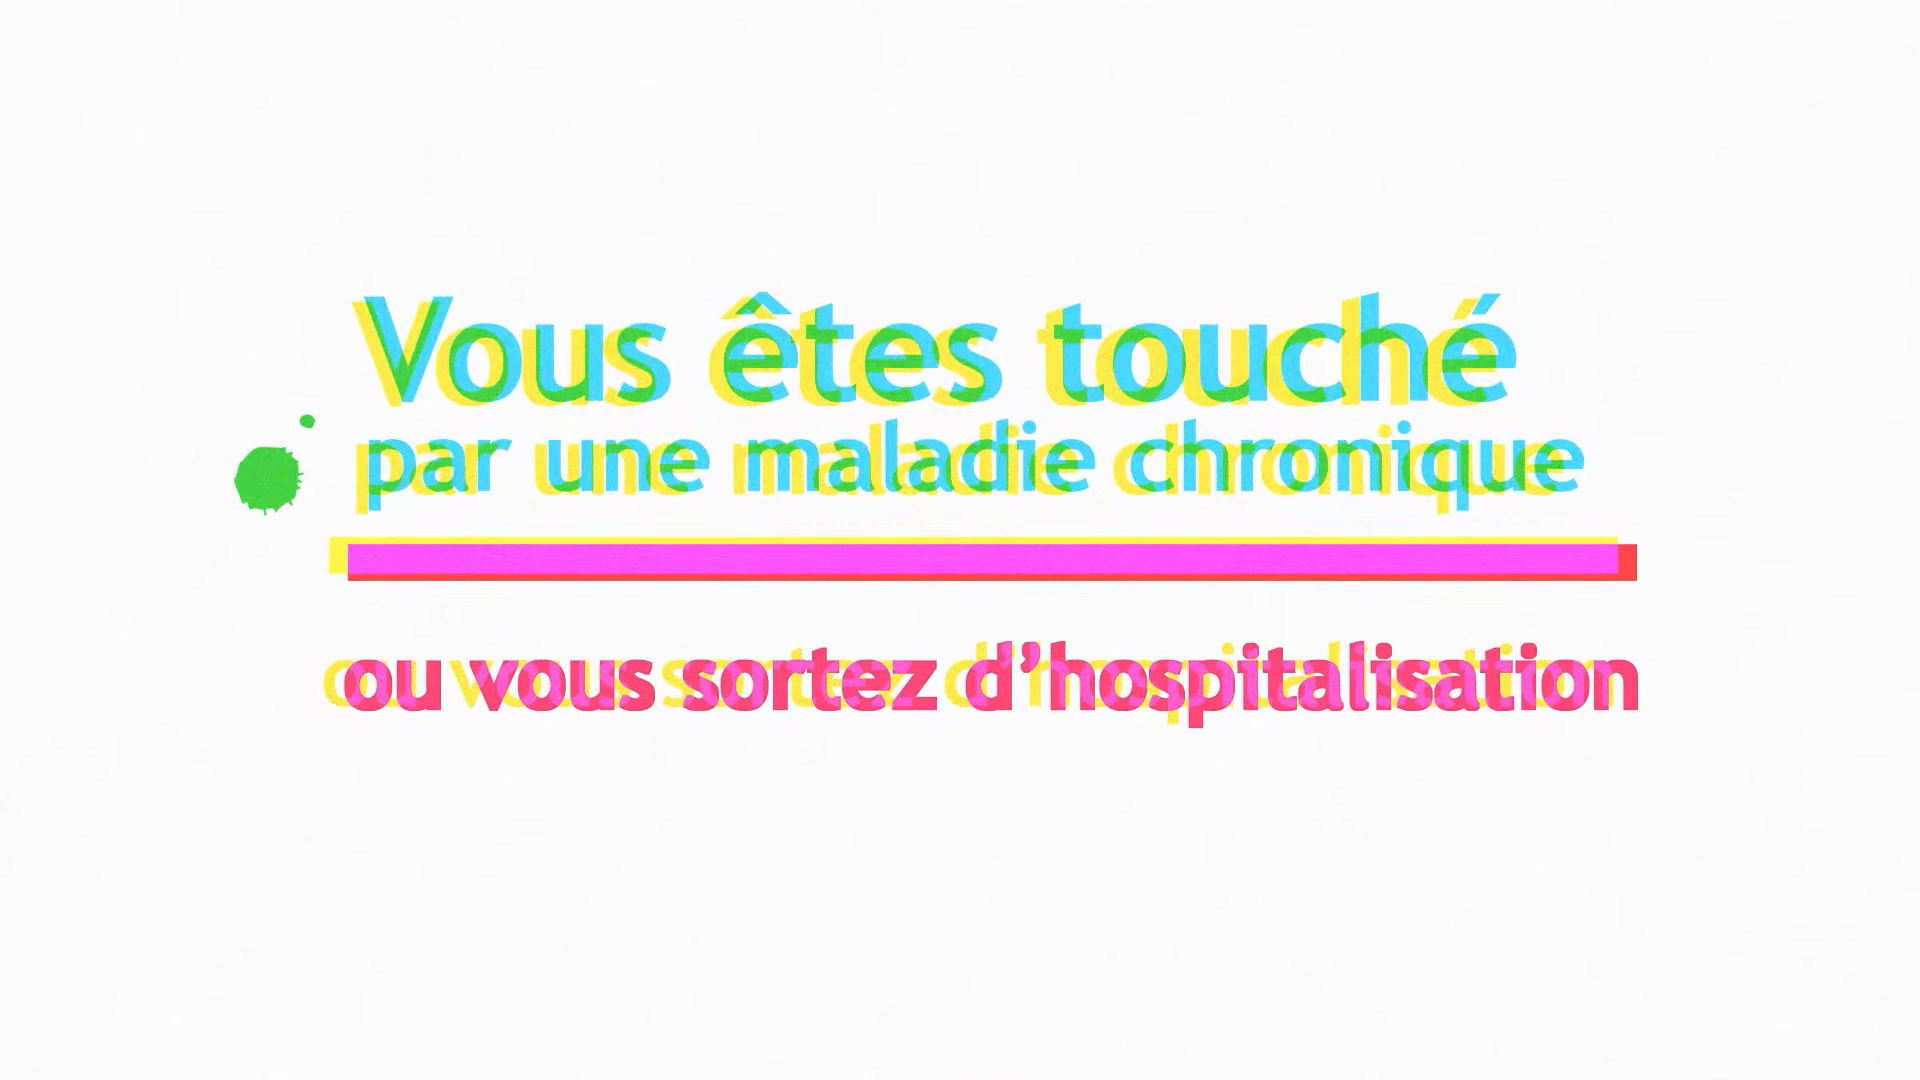 Vous êtes touché
par une maladie chronique
ou vous sortez d’hospitalisation